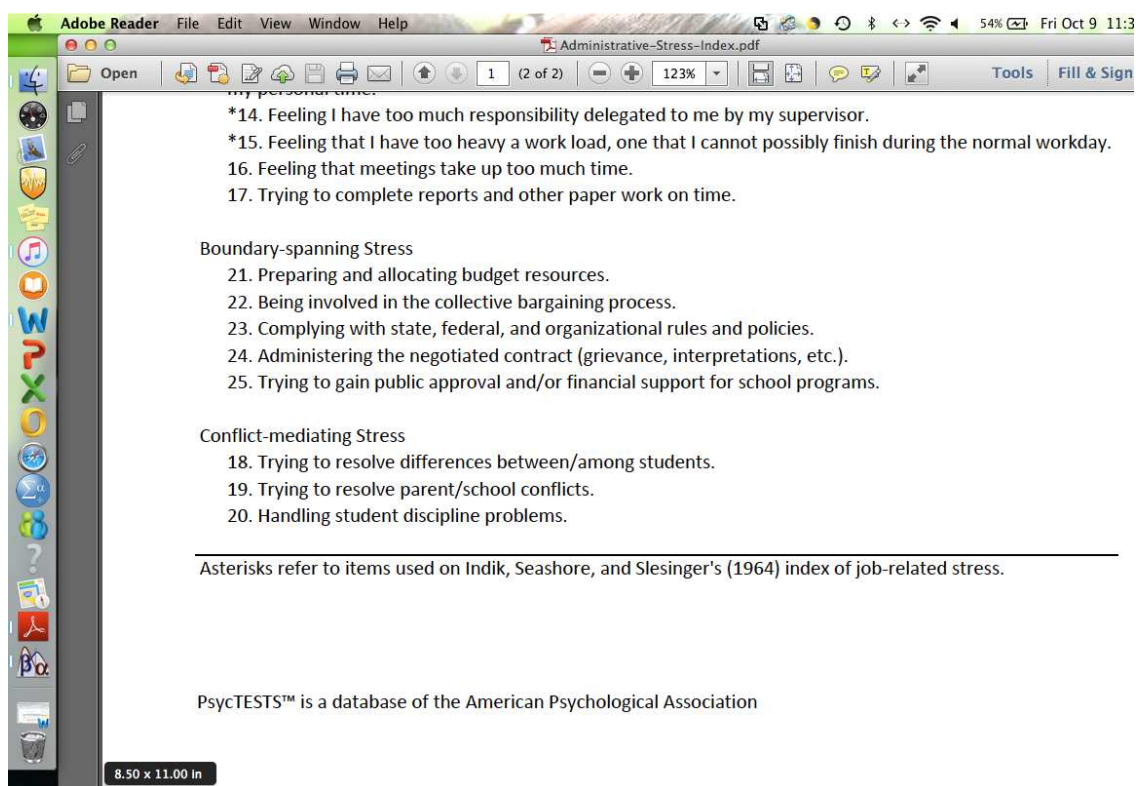 Adobe Reader File Edit View Window Help 54% Fri Oct 9 11:3
Administrative-Stress-Index.pdf
Open 1 (2 of 2) 123% Tools Fill & Sign
my personal time.
*14. Feeling I have too much responsibility delegated to me by my supervisor.
*15. Feeling that I have too heavy a work load, one that I cannot possibly finish during the normal workday.
16. Feeling that meetings take up too much time.
17. Trying to complete reports and other paper work on time.
Boundary-spanning Stress
21. Preparing and allocating budget resources.
22. Being involved in the collective bargaining process.
23. Complying with state, federal, and organizational rules and policies.
24. Administering the negotiated contract (grievance, interpretations, etc.).
25. Trying to gain public approval and/or financial support for school programs.
Conflict-mediating Stress
18. Trying to resolve differences between/among students.
19. Trying to resolve parent/school conflicts.
20. Handling student discipline problems.
Asterisks refer to items used on Indik, Seashore, and Slesinger's (1964) index of job-related stress.
PsycTESTS™ is a database of the American Psychological Association
8.50 x 11.00 in